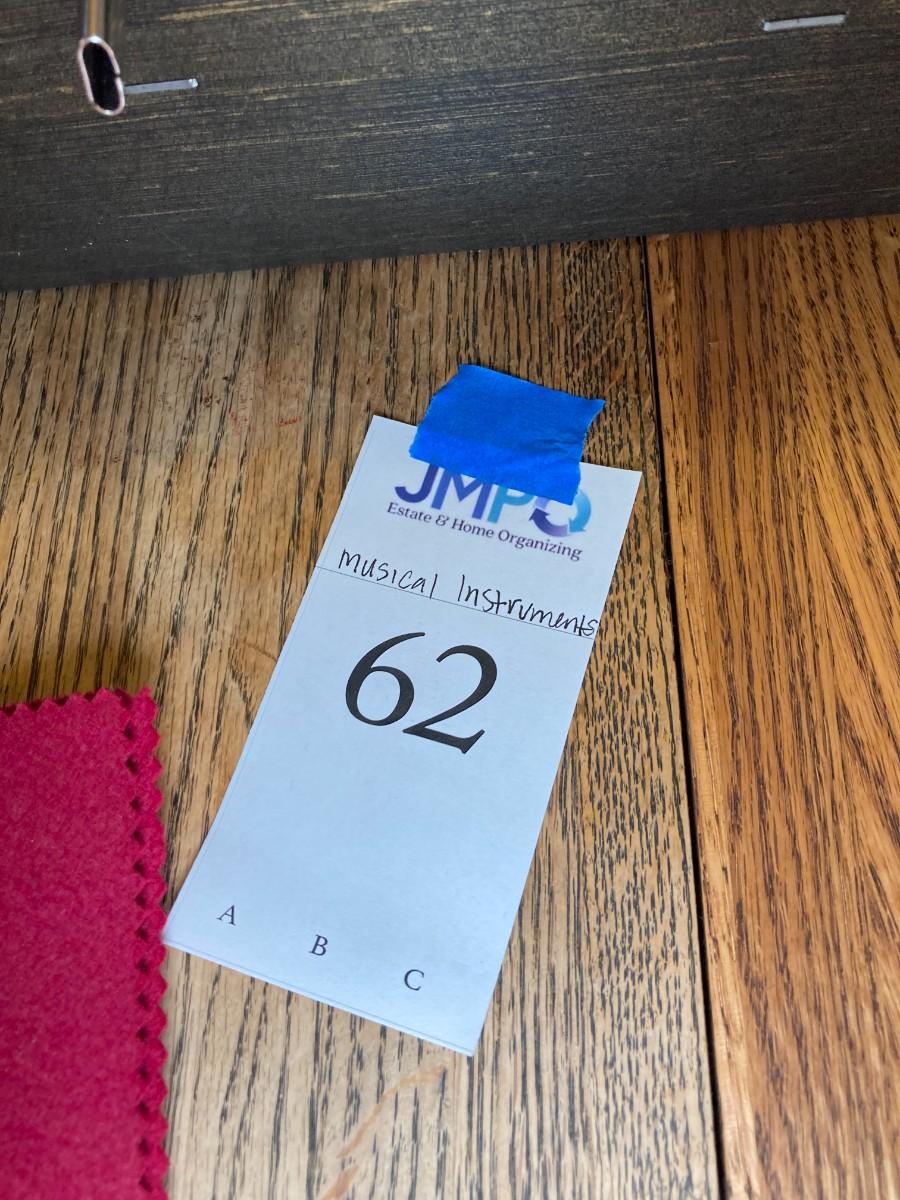 JMPO
Estate & Home Organizing
Musical Instruments
62
A B C